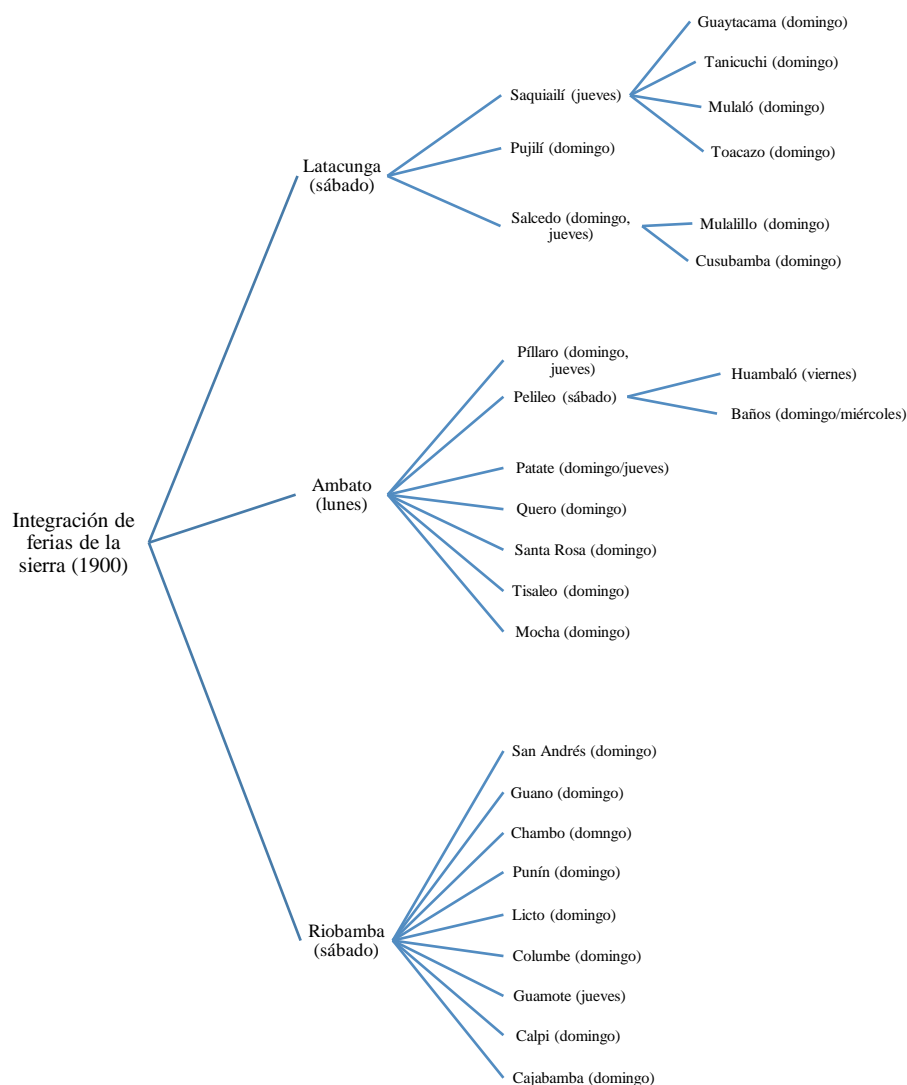 Integración de
ferias de la
sierra (1900)
Latacunga
(sábado)
Saquiailí (jueves)
Guaytacama (domingo)
Tanicuchi (domingo)
Mulaló (domingo)
Toacazo (domingo)
Pujilí (domingo)
Salcedo (domingo,
jueves)
Mulalillo (domingo)
Cusubamba (domingo)
Ambato
(lunes)
Píllaro (domingo,
jueves)
Pelileo (sábado)
Huambaló (viernes)
Baños (domingo/miércoles)
Patate (domingo/jueves)
Quero (domingo)
Santa Rosa (domingo)
Tisaleo (domingo)
Mocha (domingo)
Riobamba
(sábado)
San Andrés (domingo)
Guano (domingo)
Chambo (domngo)
Punín (domingo)
Licto (domingo)
Columbe (domingo)
Guamote (jueves)
Calpi (domingo)
Cajabamba (domingo)